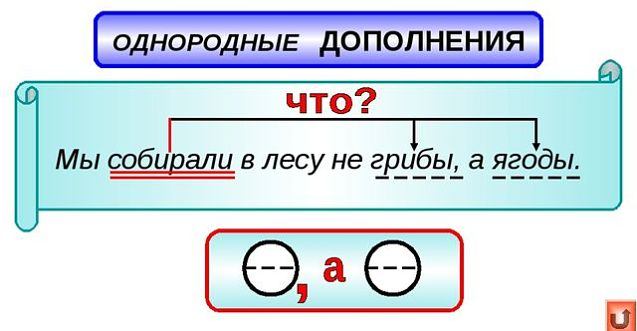 ОДНОРОДНЫЕ ДОПОЛНЕНИЯ
что?
Мы собирали в лесу не грибы, а ягоды.
, а